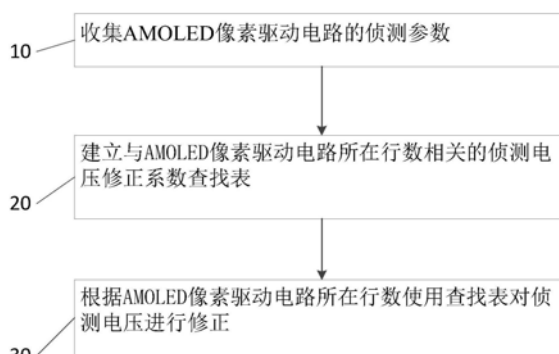 10
收集AMOLED像素驱动电路的侦测参数
20
建立与AMOLED像素驱动电路所在行数相关的侦测电
压修正系数查找表
30
根据AMOLED像素驱动电路所在行数使用查找表对侦
测电压进行修正